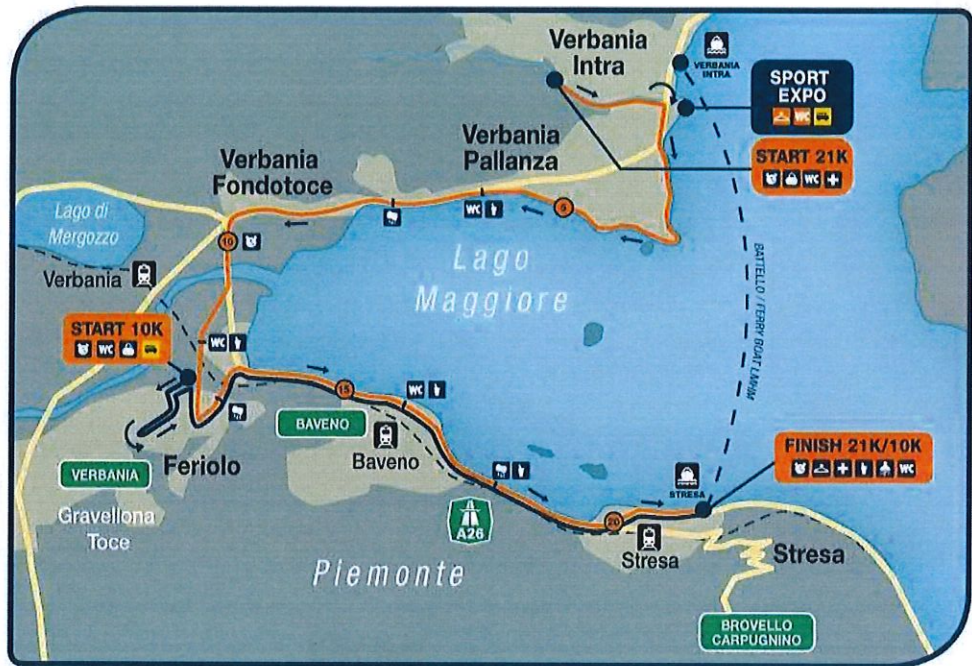 Verbania
Intra
VERBANIA
INTRA
SPORT
EXPO
WC
START 21K
WC
Verbania
Pallanza
Verbania
Fondotoce
WC
5
10
Lago di
Mergozzo
Verbania
Lago
Maggiore
BATTELLO / FERRY BOAT LMHM
START 10K
WC
WC
15
WC
BAVENO
Baveno
VERBANIA
Feriolo
Gravellona
Toce
A26
FINISH 21K/10K
WC
STRESA
20
Stresa
Stresa
Piemonte
BROVELLO
CARPUGNINO